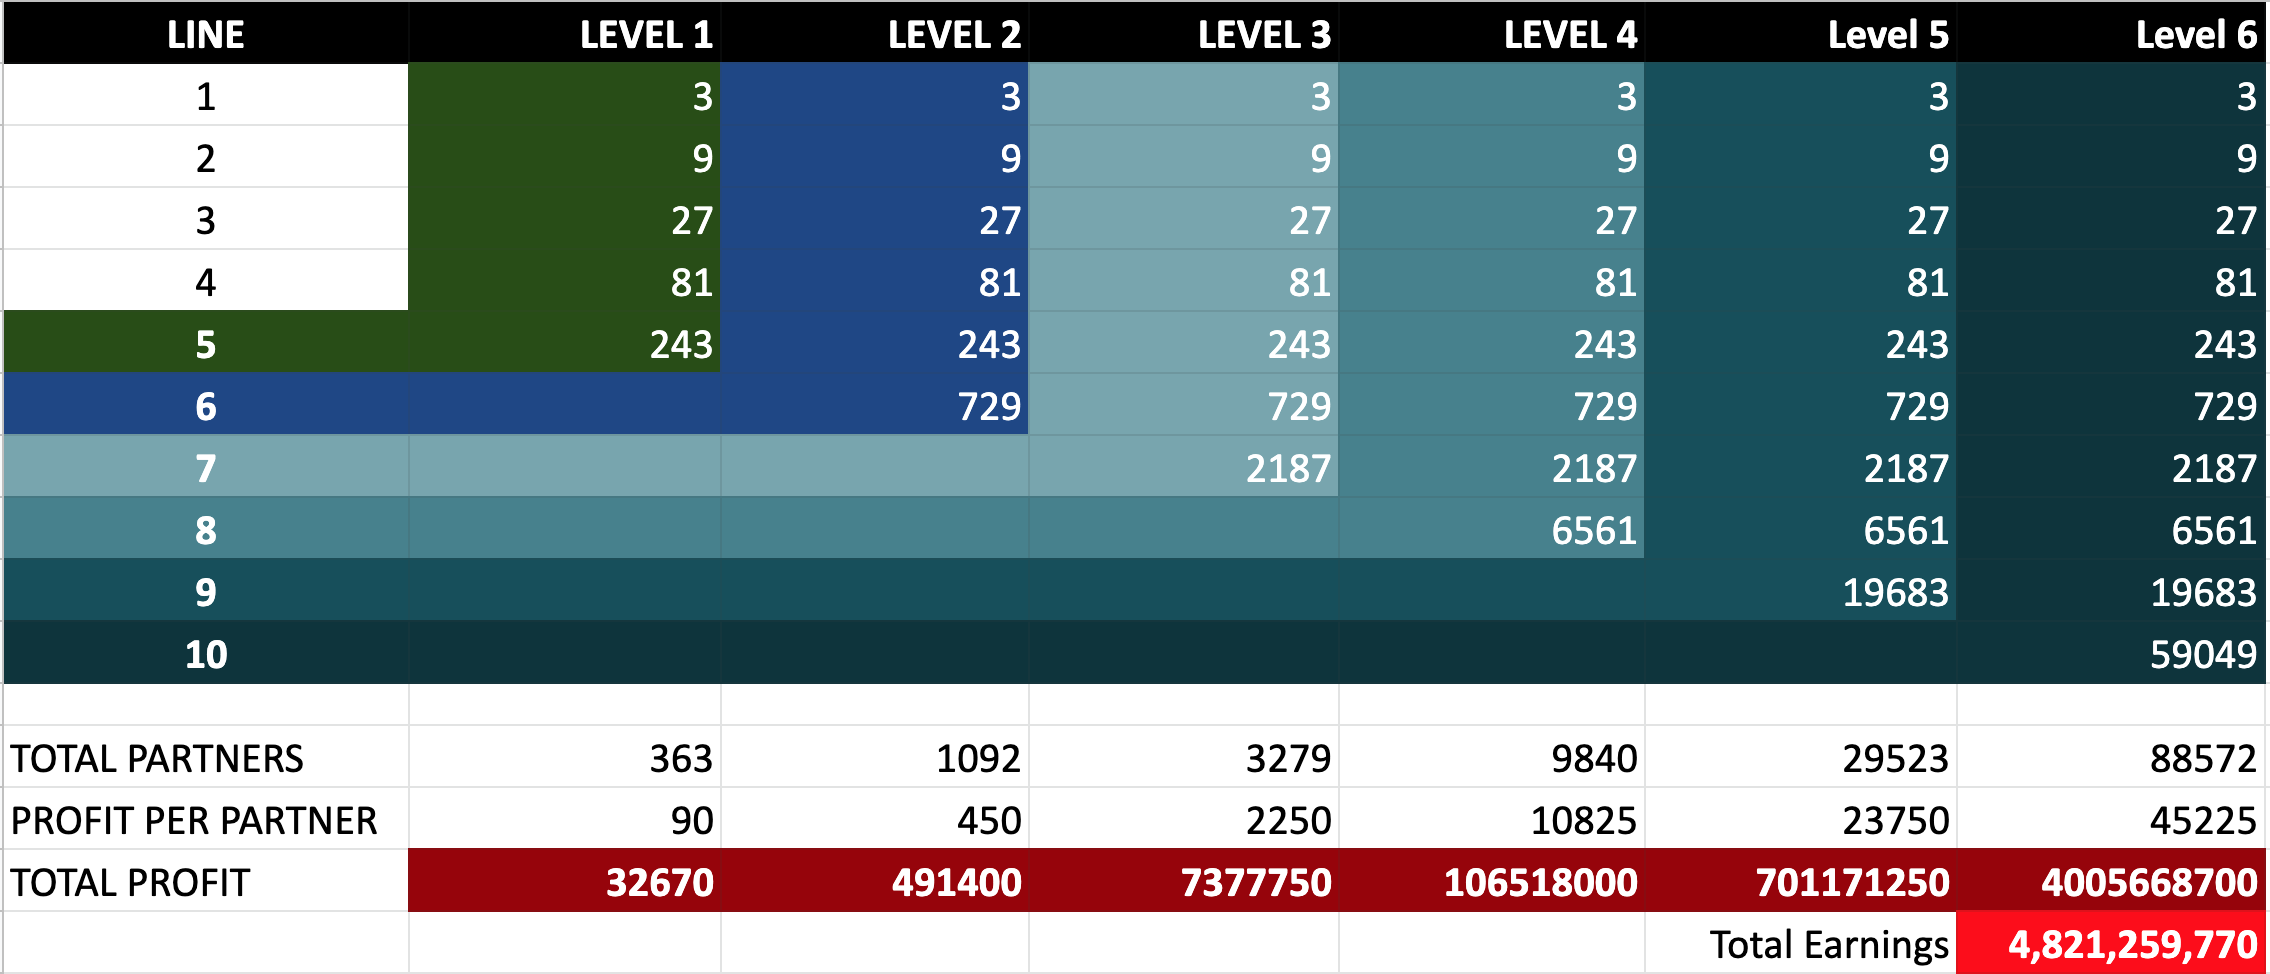 LINE LEVEL 1 LEVEL 2 LEVEL 3 LEVEL 4 Level 5 Level 6
1 3 3 3 3 3 3
2 9 9 9 9 9 9
3 27 27 27 27 27 27
4 81 81 81 81 81 81
5 243 243 243 243 243 243
6 729 729 729 729 729
7 2187 2187 2187 2187
8 6561 6561 6561
9 19683 19683
10 59049
TOTAL PARTNERS 363 1092 3279 9840 29523 88572
PROFIT PER PARTNER 90 450 2250 10825 23750 45225
TOTAL PROFIT 32670 491400 7377750 106518000 701171250 4005668700
Total Earnings 4,821,259,770